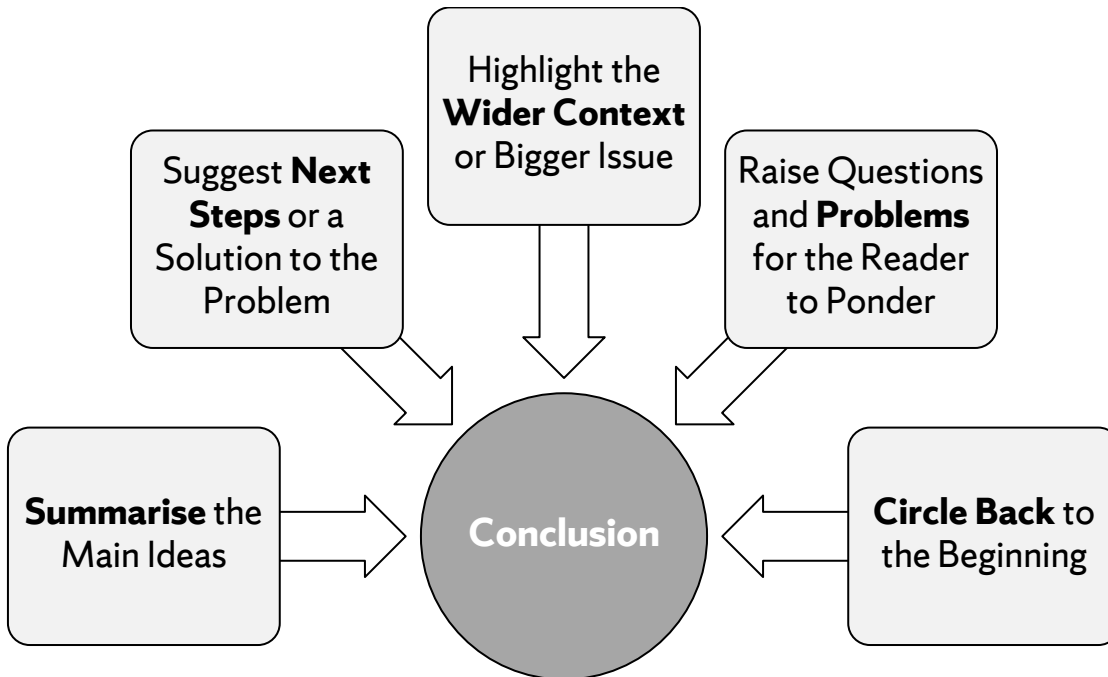 Summarise the
Main Ideas
Suggest Next
Steps or a
Solution to the
Problem
Highlight the
Wider Context
or Bigger Issue
Raise Questions
and Problems
for the Reader
to Ponder
Circle Back to
the Beginning
Conclusion